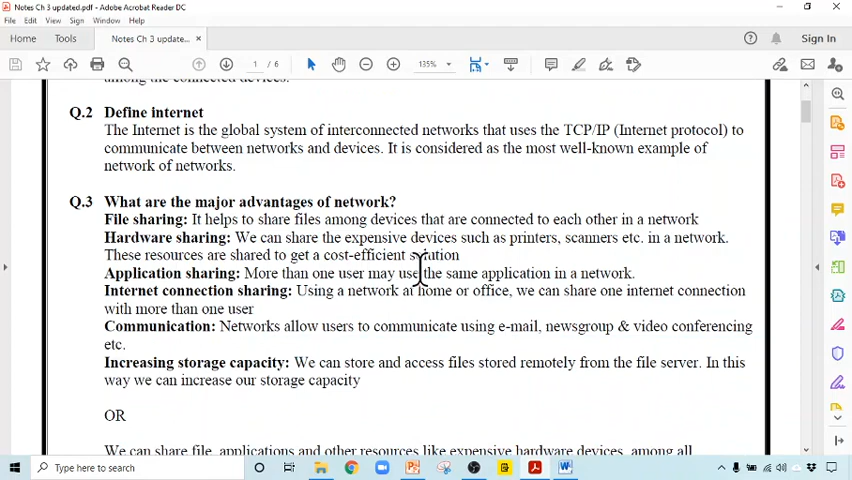 Notes Ch 3 updated.pdf - Adobe Acrobat Reader DC
File Edit View Sign Window Help
Home Tools Notes Ch 3 update... × Sign In
1 / 6 135%
among the connected devices.
Q.2 Define internet
The Internet is the global system of interconnected networks that uses the TCP/IP (Internet protocol) to
communicate between networks and devices. It is considered as the most well-known example of
network of networks.
Q.3 What are the major advantages of network?
File sharing: It helps to share files among devices that are connected to each other in a network
Hardware sharing: We can share the expensive devices such as printers, scanners etc. in a network.
These resources are shared to get a cost-efficient solution
Application sharing: More than one user may use the same application in a network.
Internet connection sharing: Using a network at home or office, we can share one internet connection
with more than one user
Communication: Networks allow users to communicate using e-mail, newsgroup & video conferencing
etc.
Increasing storage capacity: We can store and access files stored remotely from the file server. In this
way we can increase our storage capacity
OR
We can share file, applications and other resources like expensive hardware devices, among all
Type here to search